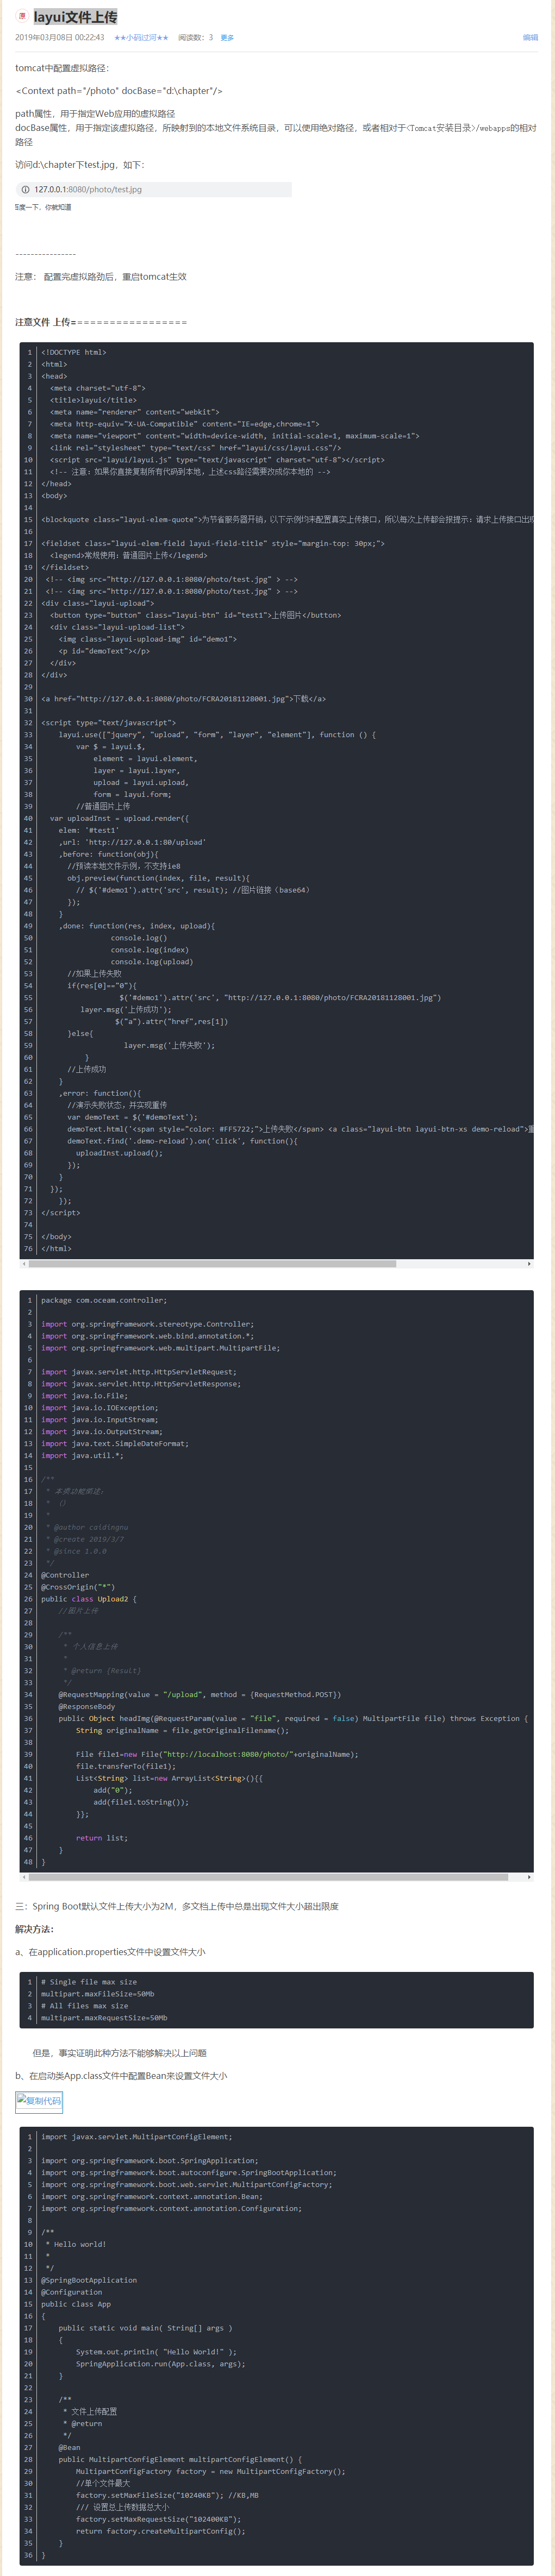 原 layui文件上传
2019年03月08日 00:22:43 ★★小码过河★★ 阅读数：3 更多 编辑
tomcat中配置虚拟路径：
<Context path="/photo" docBase="d:\chapter"/>
path属性，用于指定Web应用的虚拟路径
docBase属性，用于指定该虚拟路径，所映射到的本地文件系统目录，可以使用绝对路径，或者相对于<Tomcat安装目录>/webapps的相对
路径
访问d:\chapter下test.jpg，如下：
127.0.0.1:8080/photo/test.jpg
百度一下，你就知道
----------------
注意： 配置完虚拟路劲后，重启tomcat生效
注意文件 上传=================
1 <!DOCTYPE html>
2 <html>
3 <head>
4 <meta charset="utf-8">
5 <title>layui</title>
6 <meta name="renderer" content="webkit">
7 <meta http-equiv="X-UA-Compatible" content="IE=edge,chrome=1">
8 <meta name="viewport" content="width=device-width, initial-scale=1, maximum-scale=1">
9 <link rel="stylesheet" type="text/css" href="layui/css/layui.css"/>
10 <script src="layui/layui.js" type="text/javascript" charset="utf-8"></script>
11 <!-- 注意：如果你直接复制所有代码到本地，上述css路径需要改成你本地的 -->
12 </head>
13 <body>
14
15 <blockquote class="layui-elem-quote">为节省服务器开销，以下示例均未配置真实上传接口，所以每次上传都会报提示：请求上传接口出现
16
17 <fieldset class="layui-elem-field layui-field-title" style="margin-top: 30px;">
18 <legend>常规使用：普通图片上传</legend>
19 </fieldset>
20 <!-- <img src="http://127.0.0.1:8080/photo/test.jpg" > -->
21 <!-- <img src="http://127.0.0.1:8080/photo/test.jpg" > -->
22 <div class="layui-upload">
23 <button type="button" class="layui-btn" id="test1">上传图片</button>
24 <div class="layui-upload-list">
25 <img class="layui-upload-img" id="demo1">
26 <p id="demoText"></p>
27 </div>
28 </div>
29
30 <a href="http://127.0.0.1:8080/photo/FCRA20181128001.jpg">下载</a>
31
32 <script type="text/javascript">
33 layui.use(["jquery", "upload", "form", "layer", "element"], function () {
34 var $ = layui.$,
35 element = layui.element,
36 layer = layui.layer,
37 upload = layui.upload,
38 form = layui.form;
39 //普通图片上传
40 var uploadInst = upload.render({
41 elem: '#test1'
42 ,url: 'http://127.0.0.1:80/upload'
43 ,before: function(obj){
44 //预读本地文件示例，不支持ie8
45 obj.preview(function(index, file, result){
46 // $('#demo1').attr('src', result); //图片链接（base64）
47 });
48 }
49 ,done: function(res, index, upload){
50 console.log()
51 console.log(index)
52 console.log(upload)
53 //如果上传失败
54 if(res[0]=="0"){
55 $('#demo1').attr('src', "http://127.0.0.1:8080/photo/FCRA20181128001.jpg")
56 layer.msg('上传成功');
57 $("a").attr("href",res[1])
58 }else{
59 layer.msg('上传失败');
60 }
61 //上传成功
62 }
63 ,error: function(){
64 //演示失败状态，并实现重传
65 var demoText = $('#demoText');
66 demoText.html('<span style="color: #FF5722;">上传失败</span> <a class="layui-btn layui-btn-xs demo-reload">重
67 demoText.find('.demo-reload').on('click', function(){
68 uploadInst.upload();
69 });
70 }
71 });
72 });
73 </script>
74
75 </body>
76 </html>
1 package com.oceam.controller;
2
3 import org.springframework.stereotype.Controller;
4 import org.springframework.web.bind.annotation.*;
5 import org.springframework.web.multipart.MultipartFile;
6
7 import javax.servlet.http.HttpServletRequest;
8 import javax.servlet.http.HttpServletResponse;
9 import java.io.File;
10 import java.io.IOException;
11 import java.io.InputStream;
12 import java.io.OutputStream;
13 import java.text.SimpleDateFormat;
14 import java.util.*;
15
16 /**
17 * 本类功能简述：
18 * 〈〉
19 *
20 * @author caidingnu
21 * @create 2019/3/7
22 * @since 1.0.0
23 */
24 @Controller
25 @CrossOrigin("*")
26 public class Upload2 {
27 //图片上传
28
29 /**
30 * 个人信息上传
31 *
32 * @return {Result}
33 */
34 @RequestMapping(value = "/upload", method = {RequestMethod.POST})
35 @ResponseBody
36 public Object headImg(@RequestParam(value = "file", required = false) MultipartFile file) throws Exception {
37 String originalName = file.getOriginalFilename();
38
39 File file1=new File("http://localhost:8080/photo/"+originalName);
40 file.transferTo(file1);
41 List<String> list=new ArrayList<String>(){{
42 add("0");
43 add(file1.toString());
44 }};
45
46 return list;
47 }
48 }
三：Spring Boot默认文件上传大小为2M，多文档上传中总是出现文件大小超出限度
解决方法：
a、在application.properties文件中设置文件大小
1 # Single file max size
2 multipart.maxFileSize=50Mb
3 # All files max size
4 multipart.maxRequestSize=50Mb
但是，事实证明此种方法不能够解决以上问题
b、在启动类App.class文件中配置Bean来设置文件大小
复制代码
1 import javax.servlet.MultipartConfigElement;
2
3 import org.springframework.boot.SpringApplication;
4 import org.springframework.boot.autoconfigure.SpringBootApplication;
5 import org.springframework.boot.web.servlet.MultipartConfigFactory;
6 import org.springframework.context.annotation.Bean;
7 import org.springframework.context.annotation.Configuration;
8
9 /**
10 * Hello world!
11 *
12 */
13 @SpringBootApplication
14 @Configuration
15 public class App
16 {
17 public static void main( String[] args )
18 {
19 System.out.println( "Hello World!" );
20 SpringApplication.run(App.class, args);
21 }
22
23 /**
24 * 文件上传配置
25 * @return
26 */
27 @Bean
28 public MultipartConfigElement multipartConfigElement() {
29 MultipartConfigFactory factory = new MultipartConfigFactory();
30 //单个文件最大
31 factory.setMaxFileSize("10240KB"); //KB,MB
32 /// 设置总上传数据总大小
33 factory.setMaxRequestSize("102400KB");
34 return factory.createMultipartConfig();
35 }
36 }